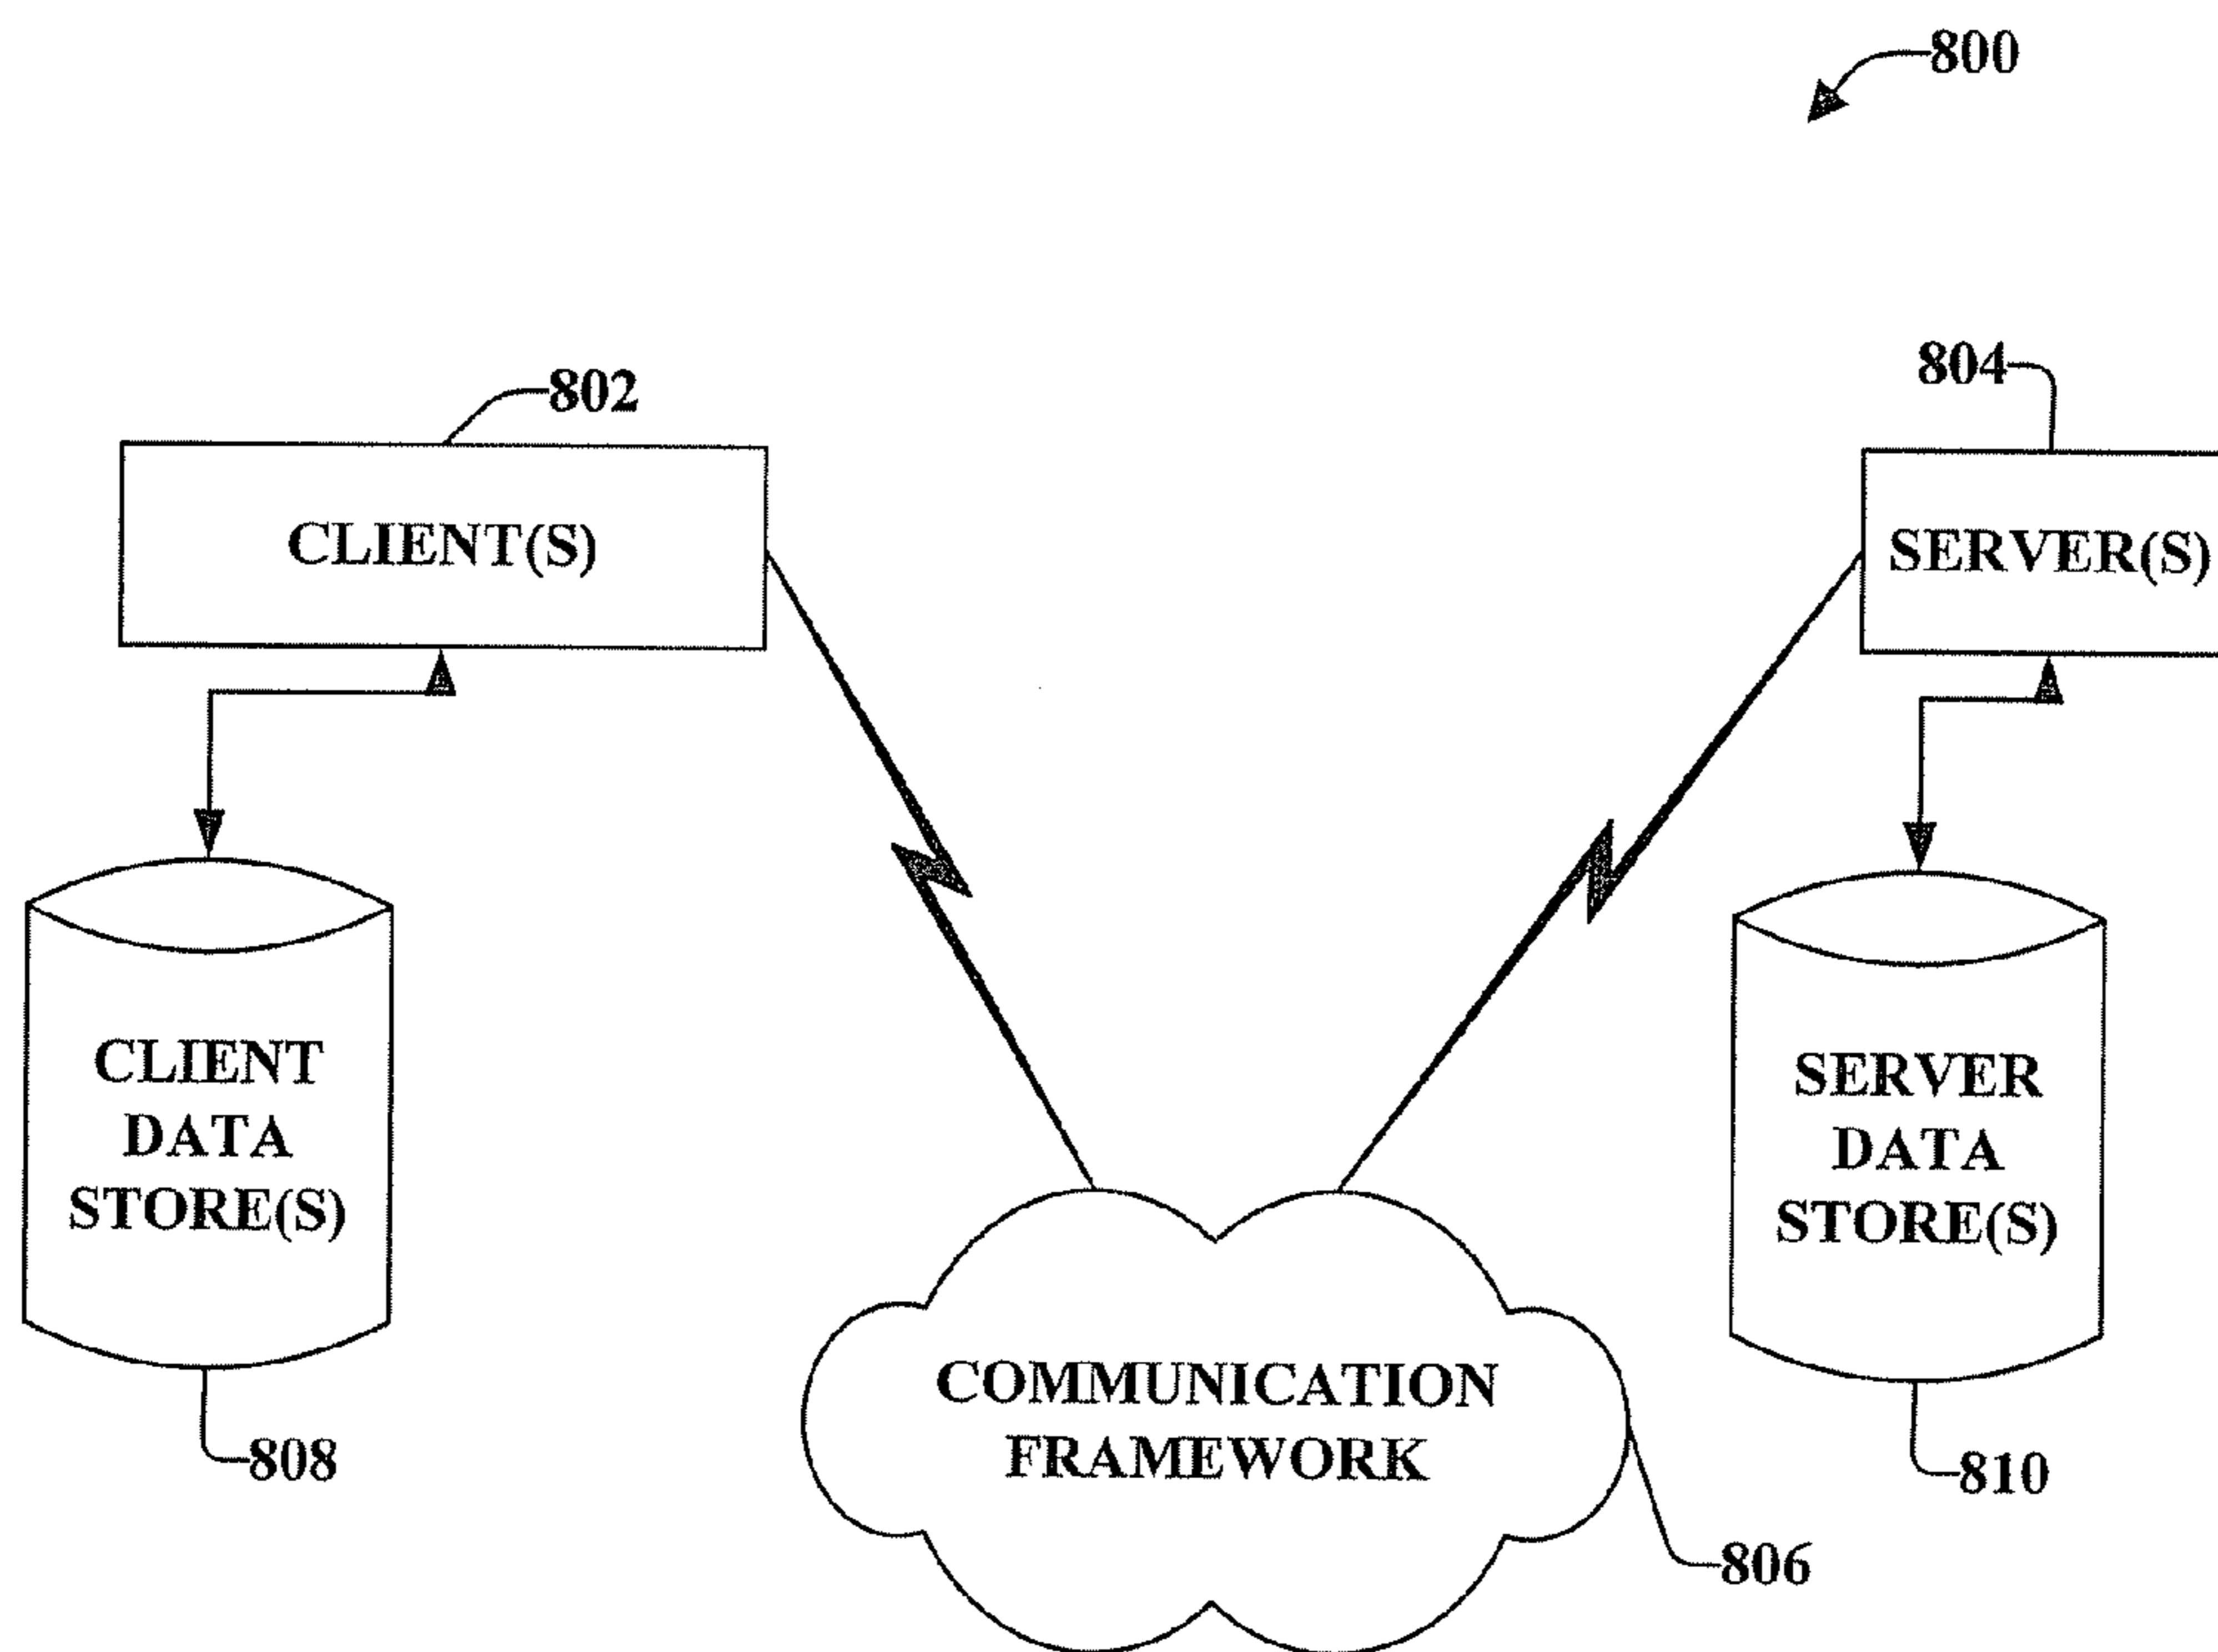 800
802
804
CLIENT(S)
SERVER(S)
CLIENT
DATA
STORE(S)
SERVER
DATA
STORE(S)
COMMUNICATION
FRAMEWORK
808
810
806